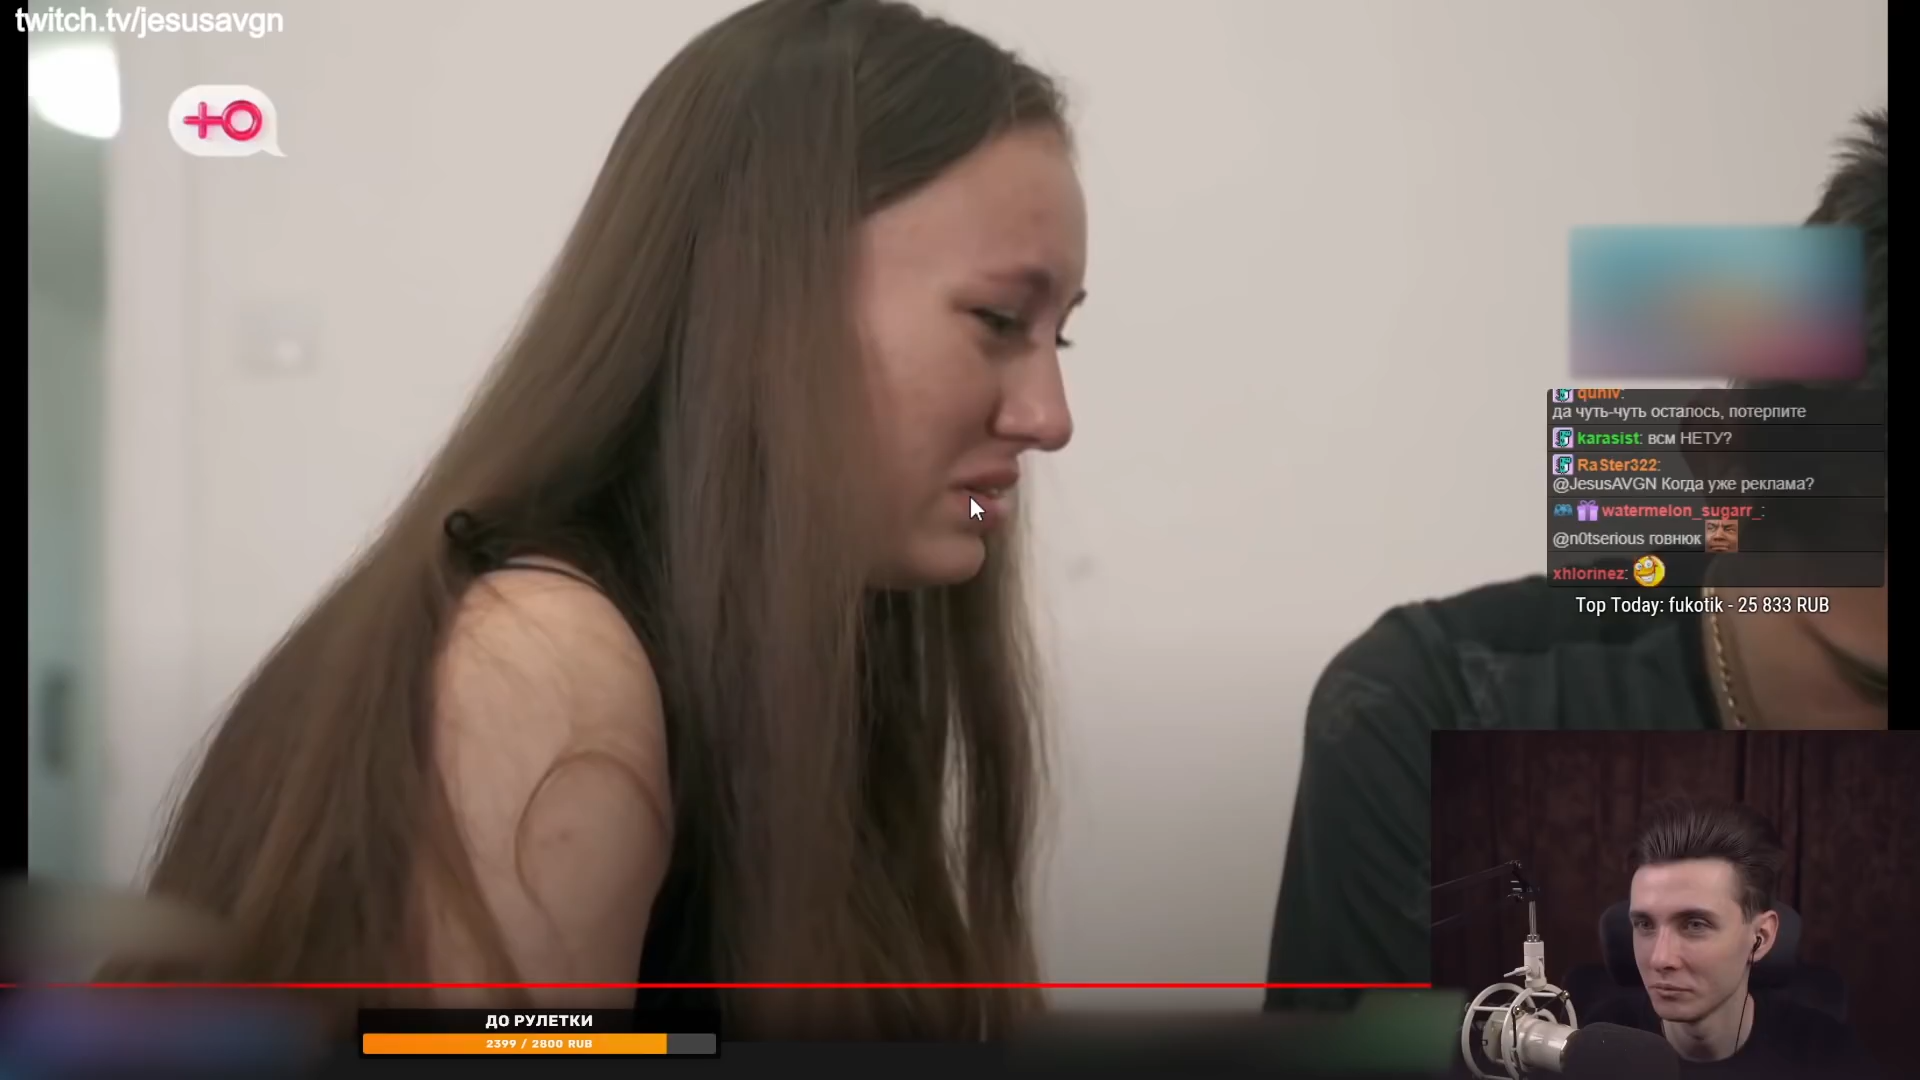 twitch.tv/jesusavgn
Ю
quniv:
да чуть-чуть осталось, потерпите
karasist: всм НЕТУ?
RaSter322:
@JesusAVGN Когда уже реклама?
watermelon_sugarr_:
@n0tserious говнюк
xhlorinez:
Top Today: fukotik - 25 833 RUB
ДО РУЛЕТКИ
2399 / 2800 RUB